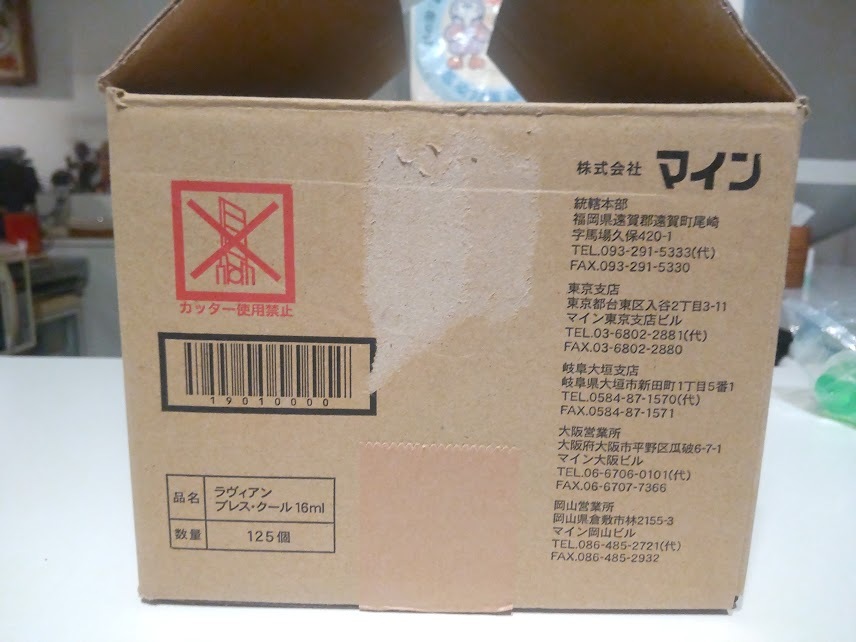 株式会社 マイン
統轄本部
福岡県遠賀郡遠賀町尾崎
字馬場久保420-1
TEL.093-291-5333(代)
FAX.093-291-5330
東京支店
東京都台東区入谷2丁目3-11
マイン東京支店ビル
TEL.03-6802-2881(代)
FAX.03-6802-2880
岐阜大垣支店
岐阜県大垣市新田町1丁目5番1
TEL.0584-87-1570(代)
FAX.0584-87-1571
大阪営業所
大阪府大阪市平野区瓜破6-7-1
マイン大阪ビル
TEL.06-6706-0101(代)
FAX.06-6707-7366
岡山営業所
岡山県倉敷市林2155-3
マイン岡山ビル
TEL.086-485-2721(代)
FAX.086-485-2932
カッター使用禁止
19010000
品名 ラヴィアン
ブレス・クール 16ml
数量 125個